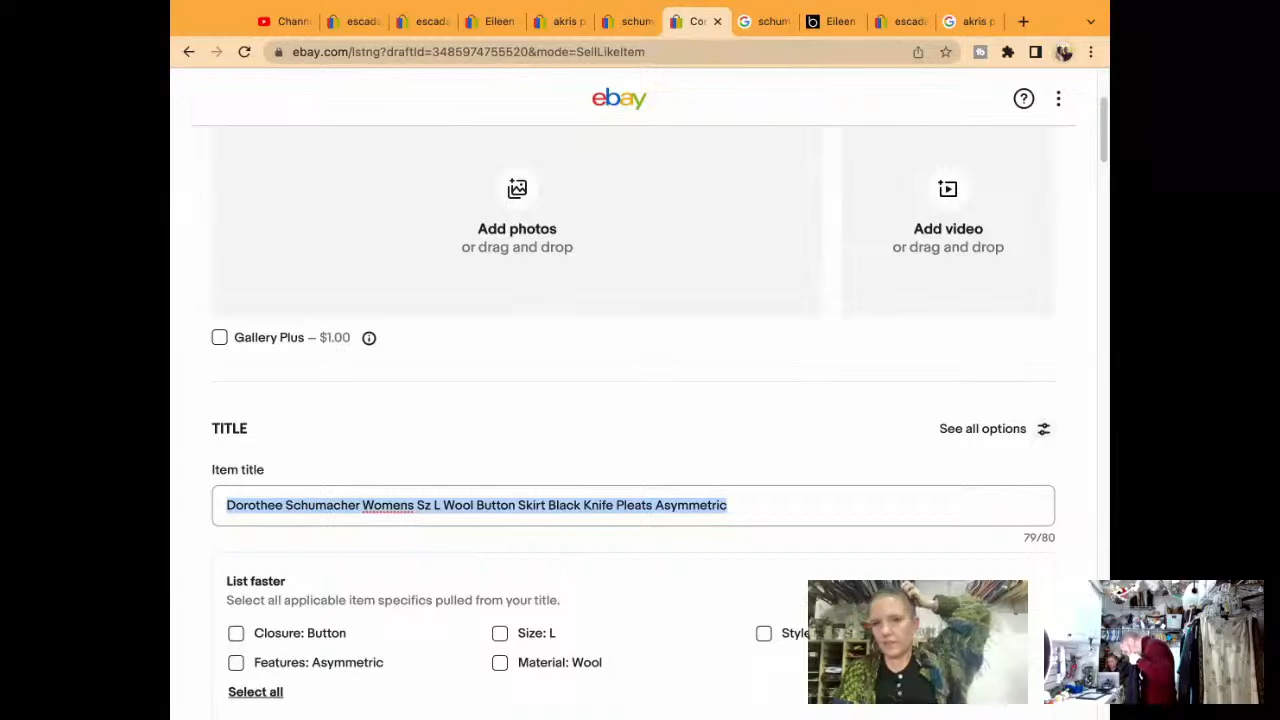 Chann
escada
escada
Eileen
akris p
schum
Co
schum
b
Eileen
escad
akris p
ebay.com/lstng?draftId=3485974755520&mode=SellLikeItem
ebay
Add photos
or drag and drop
Add video
or drag and drop
Gallery Plus – $1.00
TITLE
See all options
Item title
Dorothee Schumacher Womens Sz L Wool Button Skirt Black Knife Pleats Asymmetric
79/80
List faster
Select all applicable item specifics pulled from your title.
Closure: Button
Size: L
Style
Features: Asymmetric
Material: Wool
Select all